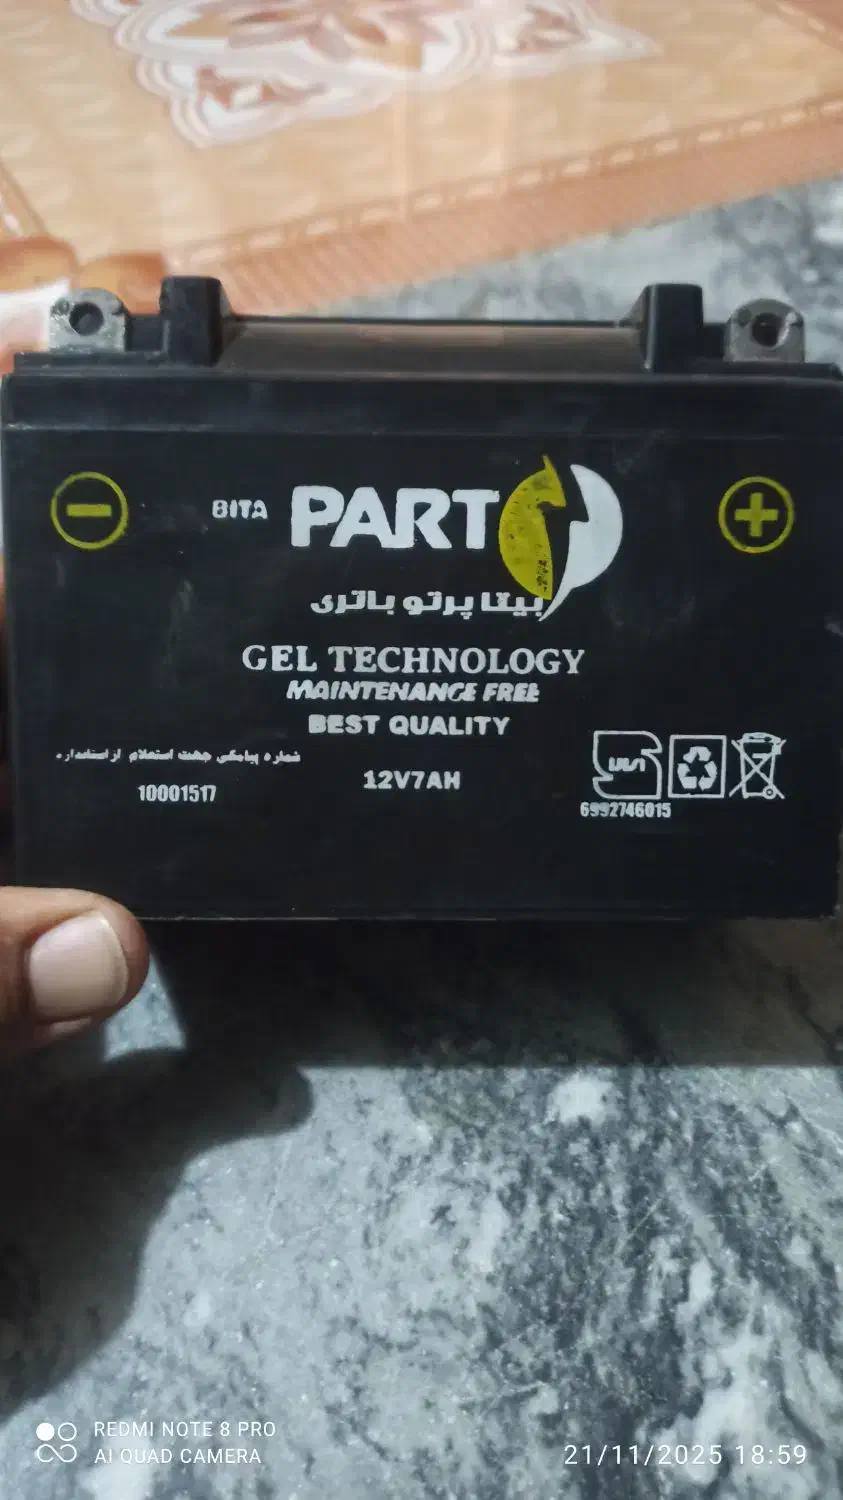 BITA PARTO
بیتا پرتو باتری
GEL TECHNOLOGY
MAINTENANCE FREE
BEST QUALITY
شماره پیامکی جهت استعلام از استاندارد
10001517
12V7AH
6992746015
REDMI NOTE 8 PRO
AI QUAD CAMERA
21/11/2025 18:59